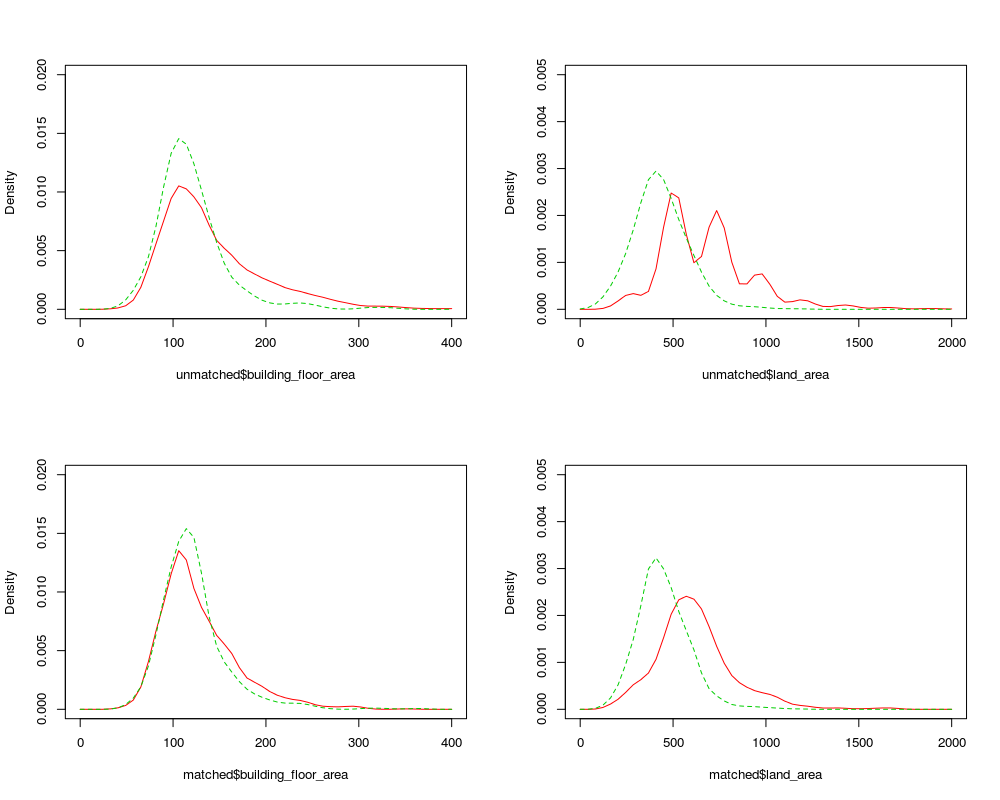 Density
0.000 0.005 0.010 0.015 0.020
0 100 200 300 400
unmatched$building_floor_area
Density
0.000 0.001 0.002 0.003 0.004 0.005
0 500 1000 1500 2000
unmatched$land_area
Density
0.000 0.005 0.010 0.015 0.020
0 100 200 300 400
matched$building_floor_area
Density
0.000 0.001 0.002 0.003 0.004 0.005
0 500 1000 1500 2000
matched$land_area